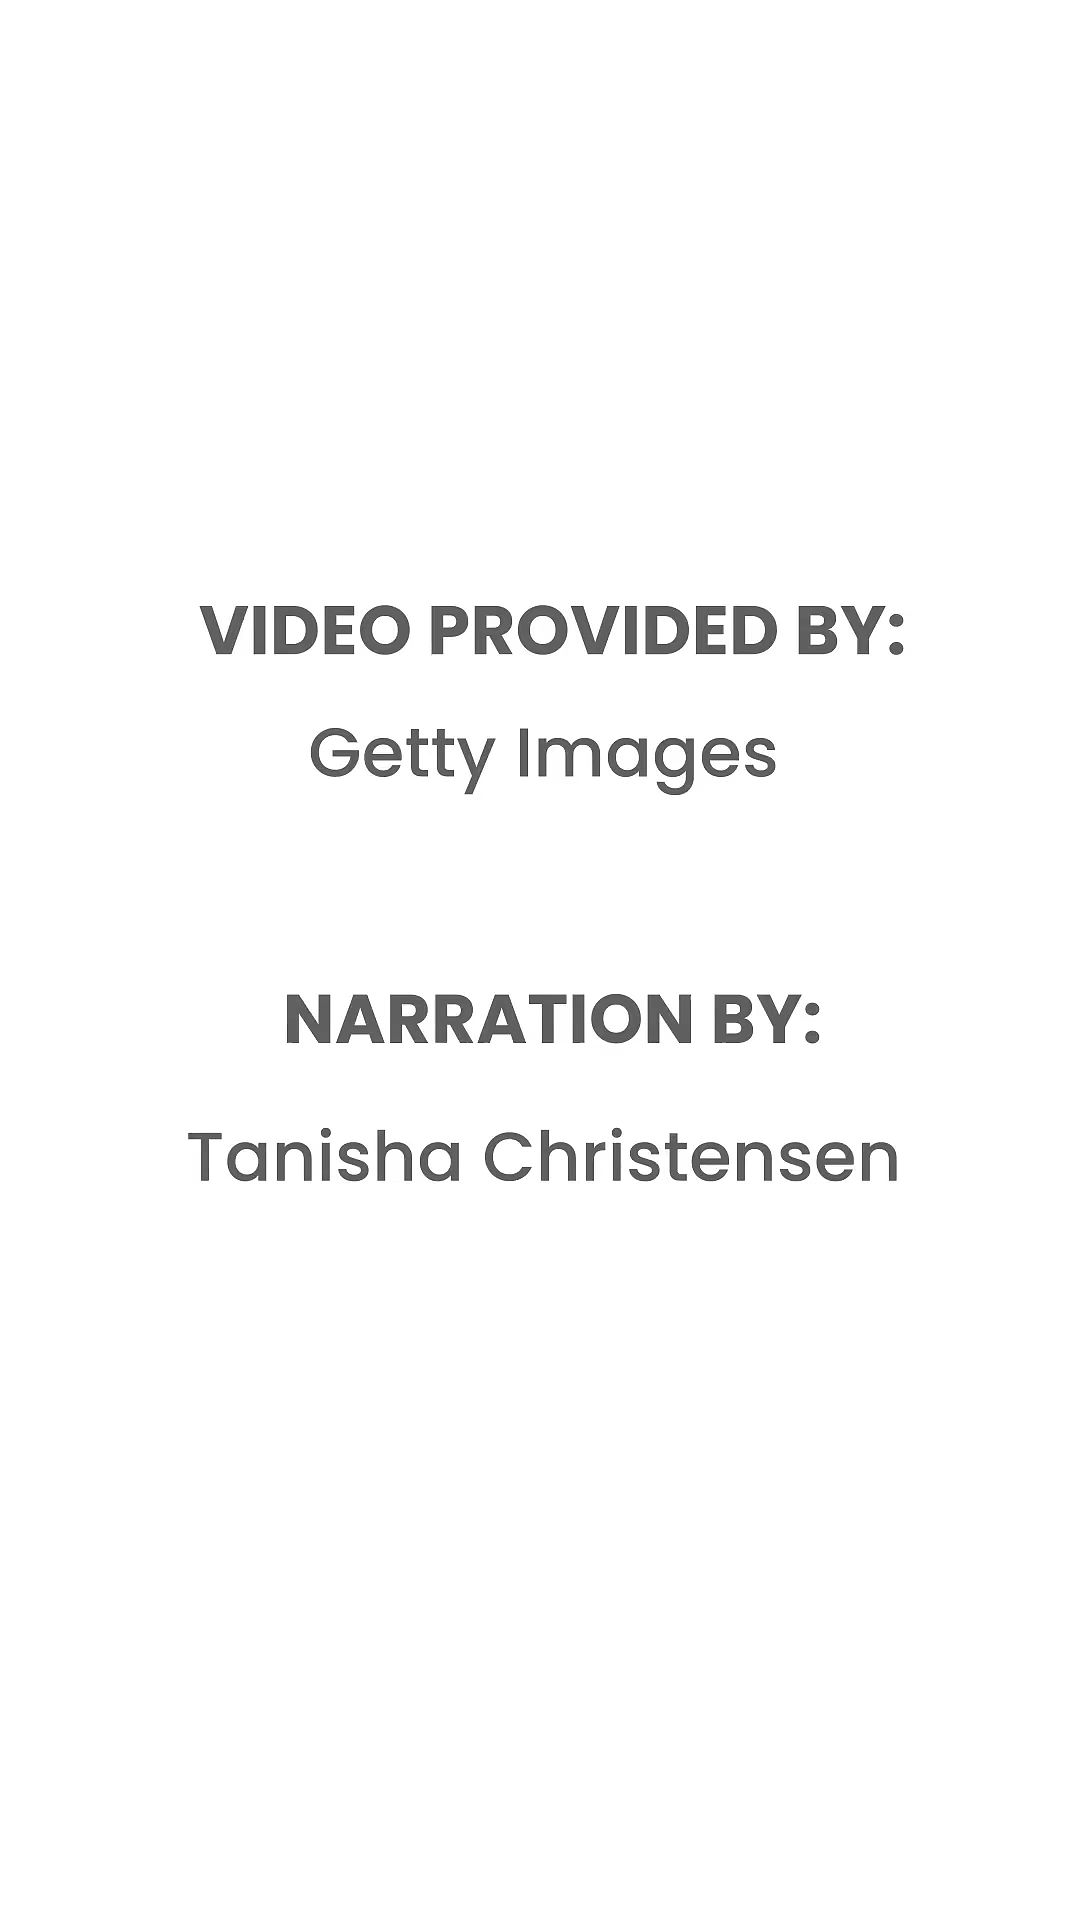 VIDEO PROVIDED BY:
Getty Images
NARRATION BY:
Tanisha Christensen